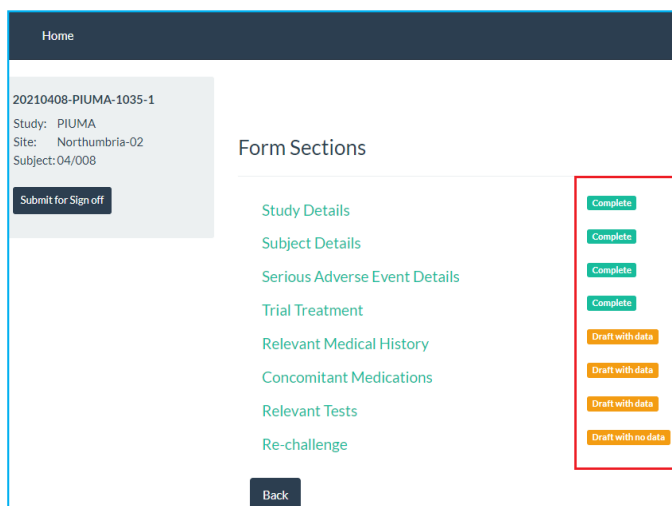 Home
20210408-PIUMA-1035-1
Study: PIUMA
Site: Northumbria-02
Subject: 04/008
Submit for Sign off
Form Sections
Study Details Complete
Subject Details Complete
Serious Adverse Event Details Complete
Trial Treatment Complete
Relevant Medical History Draft with data
Concomitant Medications Draft with data
Relevant Tests Draft with data
Re-challenge Draft with no data
Back